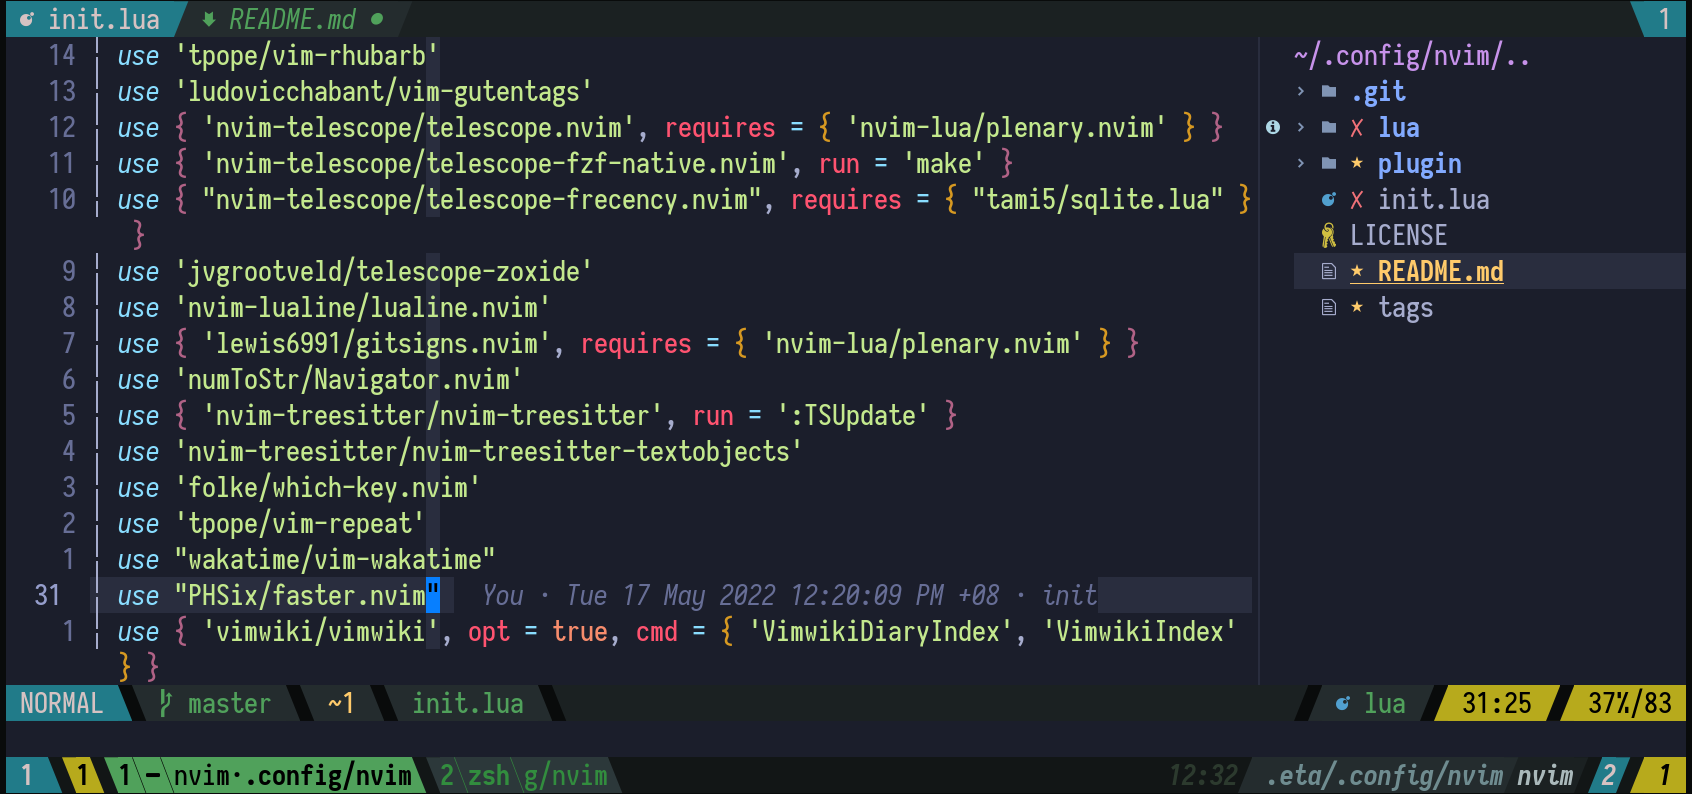 init.lua README.md 1
14 use 'tpope/vim-rhubarb'
13 use 'ludovicchabant/vim-gutentags'
12 use { 'nvim-telescope/telescope.nvim', requires = { 'nvim-lua/plenary.nvim' } }
11 use { 'nvim-telescope/telescope-fzf-native.nvim', run = 'make' }
10 use { "nvim-telescope/telescope-frecency.nvim", requires = { "tami5/sqlite.lua" }
}
9 use 'jvgrootveld/telescope-zoxide'
8 use 'nvim-lualine/lualine.nvim'
7 use { 'lewis6991/gitsigns.nvim', requires = { 'nvim-lua/plenary.nvim' } }
6 use 'numToStr/Navigator.nvim'
5 use { 'nvim-treesitter/nvim-treesitter', run = ':TSUpdate' }
4 use 'nvim-treesitter/nvim-treesitter-textobjects'
3 use 'folke/which-key.nvim'
2 use 'tpope/vim-repeat'
1 use "wakatime/vim-wakatime"
31 use "PHSix/faster.nvim" You · Tue 17 May 2022 12:20:09 PM +08 · init
1 use { 'vimwiki/vimwiki', opt = true, cmd = { 'VimwikiDiaryIndex', 'VimwikiIndex'
} }
~/.config/nvim/..
› .git
› ✗ lua
› ★ plugin
✗ init.lua
LICENSE
★ README.md
★ tags
NORMAL master ~1 init.lua lua 31:25 37%/83
1 1 1 - nvim·.config/nvim 2 zsh g/nvim 12:32 .eta/.config/nvim nvim 2 1